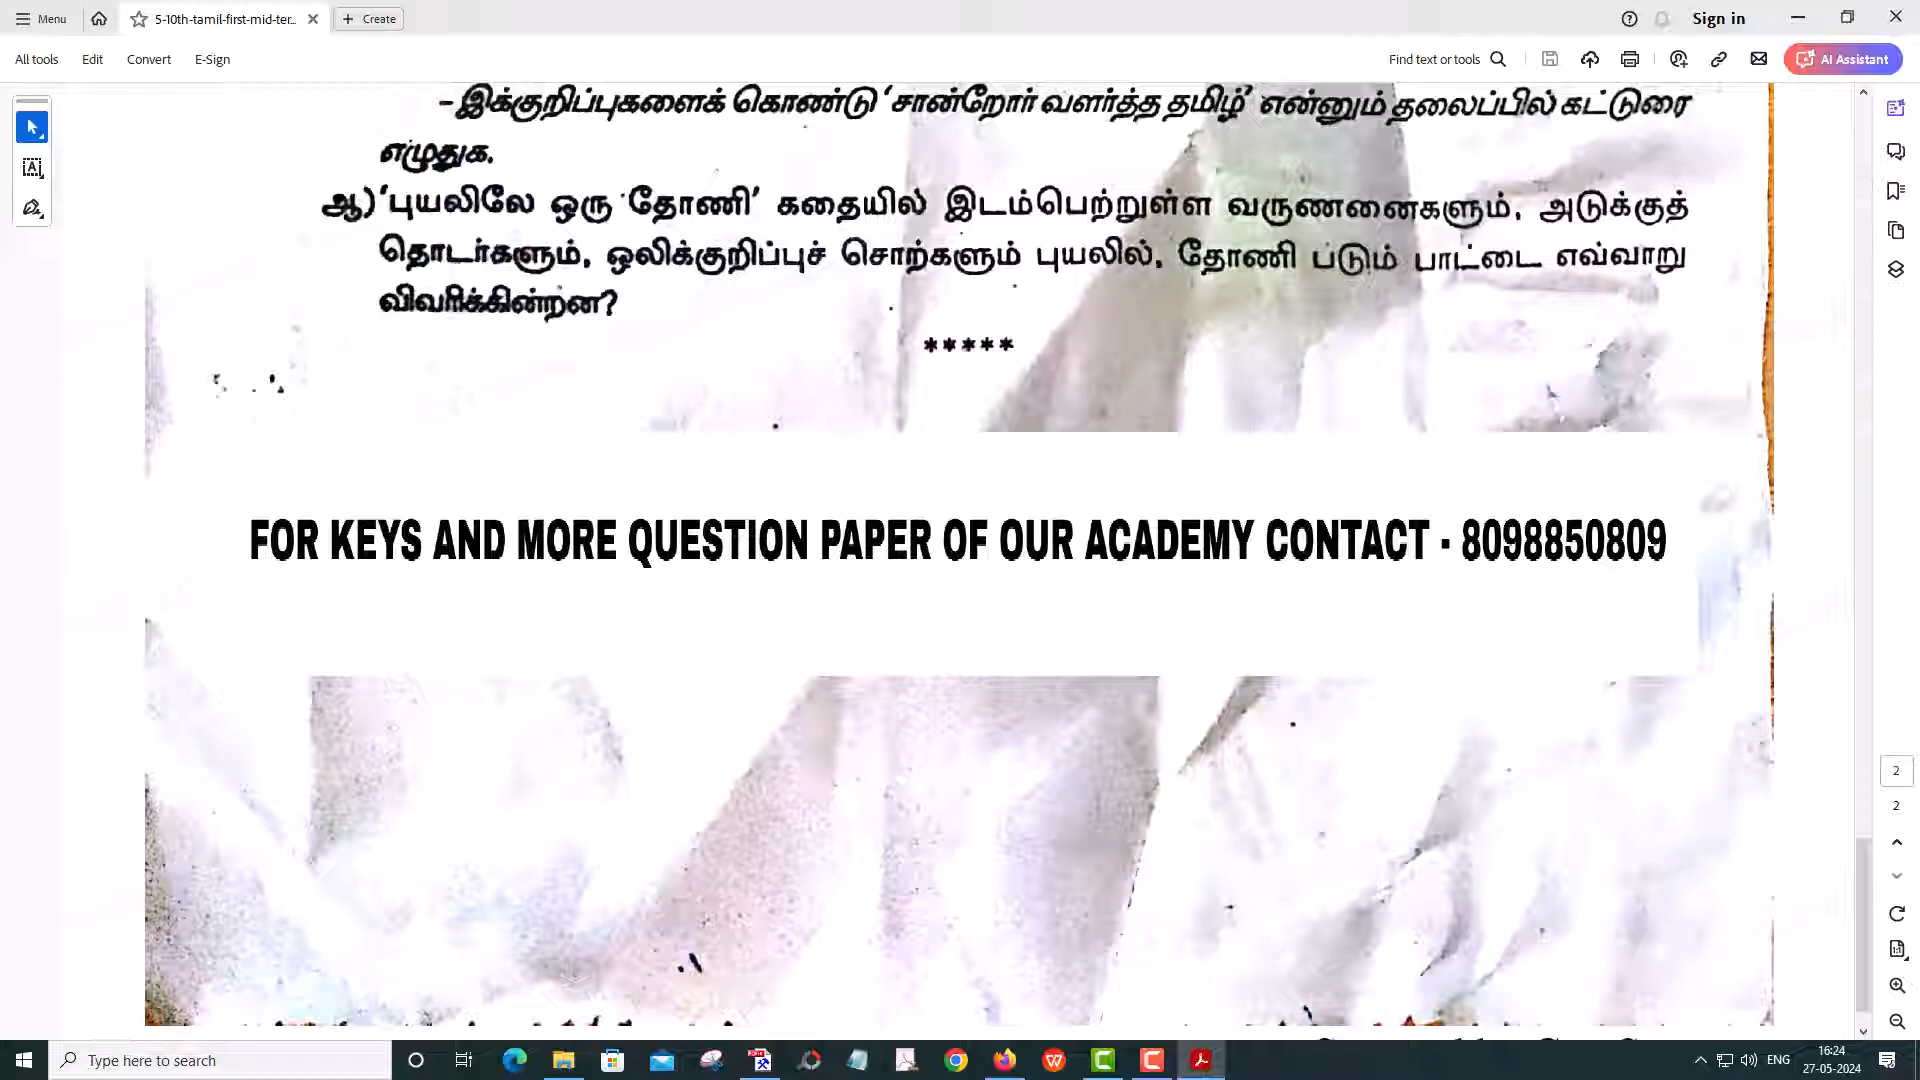 Menu
5-10th-tamil-first-mid-ter...
Create
Sign in
All tools
Edit
Convert
E-Sign
Find text or tools
AI Assistant
-இக்குறிப்புகளைக் கொண்டு ‘சான்றோர் வளர்த்த தமிழ்’ என்னும் தலைப்பில் கட்டுரை
எழுதுக.
ஆ) ‘புயலிலே ஒரு தோணி’ கதையில் இடம்பெற்றுள்ள வருணனைகளும், அடுக்குத்
தொடர்களும், ஒலிக்குறிப்புச் சொற்களும் புயலில், தோணி படும் பாட்டை எவ்வாறு
விவரிக்கின்றன?
*****
FOR KEYS AND MORE QUESTION PAPER OF OUR ACADEMY CONTACT - 8098850809
2
2
Type here to search
ENG
16:24
27-05-2024